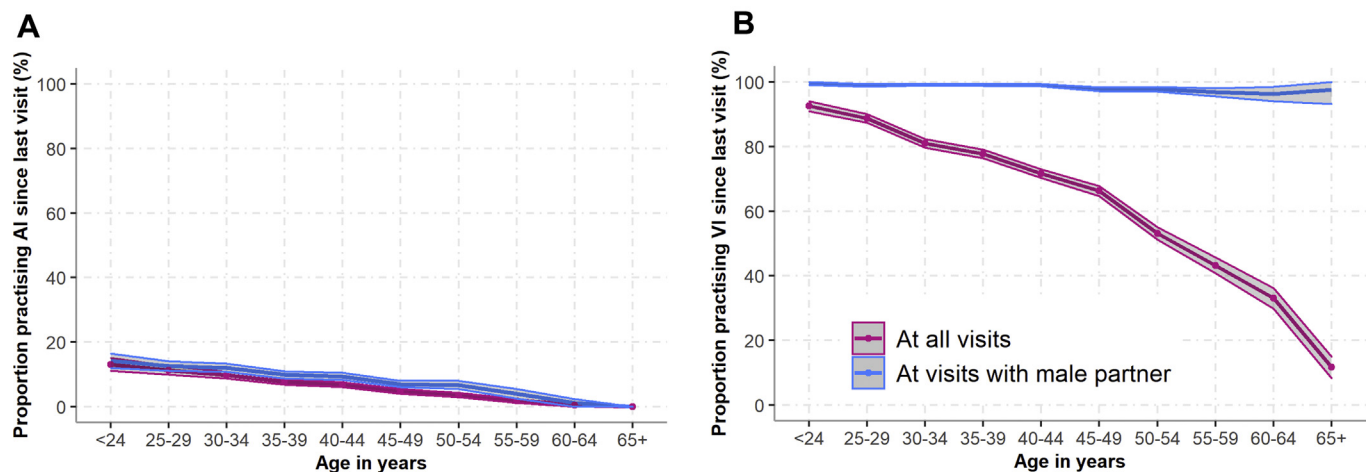 A
Proportion practising AI since last visit (%)
100
80
60
40
20
0
<24 25-29 30-34 35-39 40-44 45-49 50-54 55-59 60-64 65+
Age in years
B
Proportion practising VI since last visit (%)
100
80
60
40
20
0
At all visits
At visits with male partner
<24 25-29 30-34 35-39 40-44 45-49 50-54 55-59 60-64 65+
Age in years